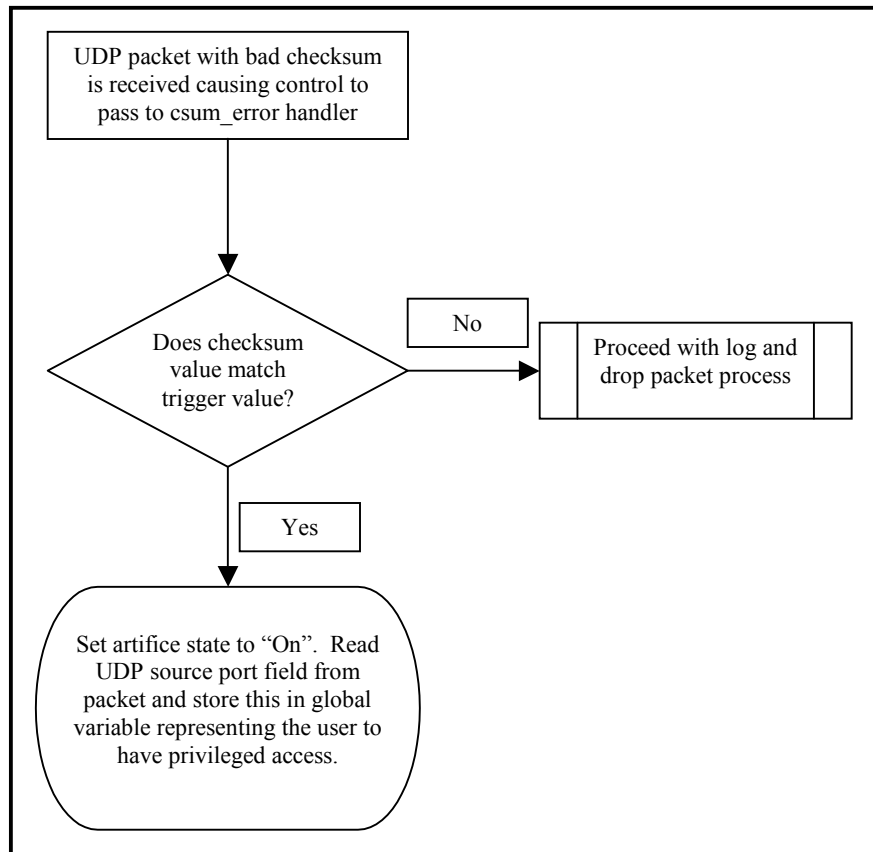 UDP packet with bad checksum
is received causing control to
pass to csum_error handler
Does checksum
value match
trigger value?
No
Proceed with log and
drop packet process
Yes
Set artifice state to “On”.  Read
UDP source port field from
packet and store this in global
variable representing the user to
have privileged access.